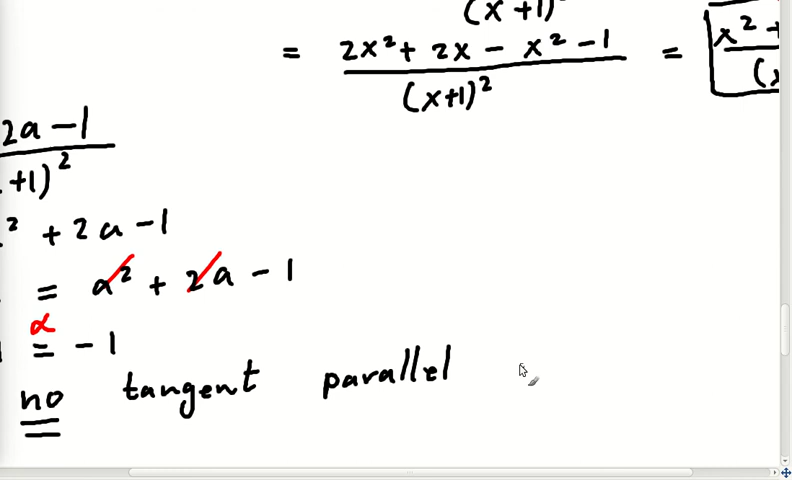 (x+1)²
= 2x² + 2x - x² - 1 / (x+1)² = x² + / (x
2a - 1
+1)²
² + 2a - 1
= a² + 2a - 1
α
= -1
no tangent parallel